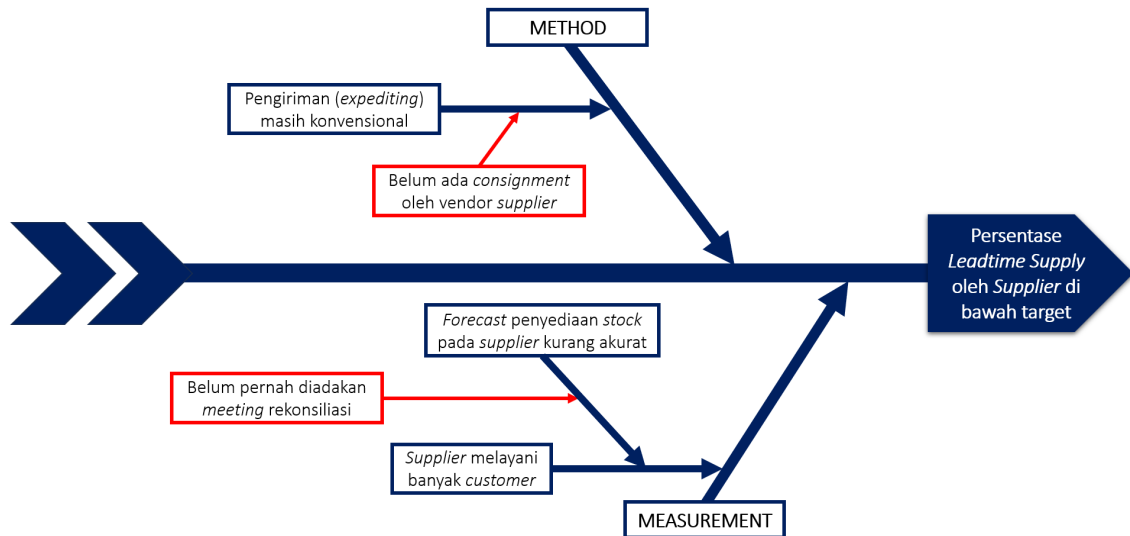 METHOD
Pengiriman (expediting)
masih konvensional
Belum ada consignment
oleh vendor supplier
Persentase
Leadtime Supply
oleh Supplier di
bawah target
Forecast penyediaan stock
pada supplier kurang akurat
Belum pernah diadakan
meeting rekonsiliasi
Supplier melayani
banyak customer
MEASUREMENT